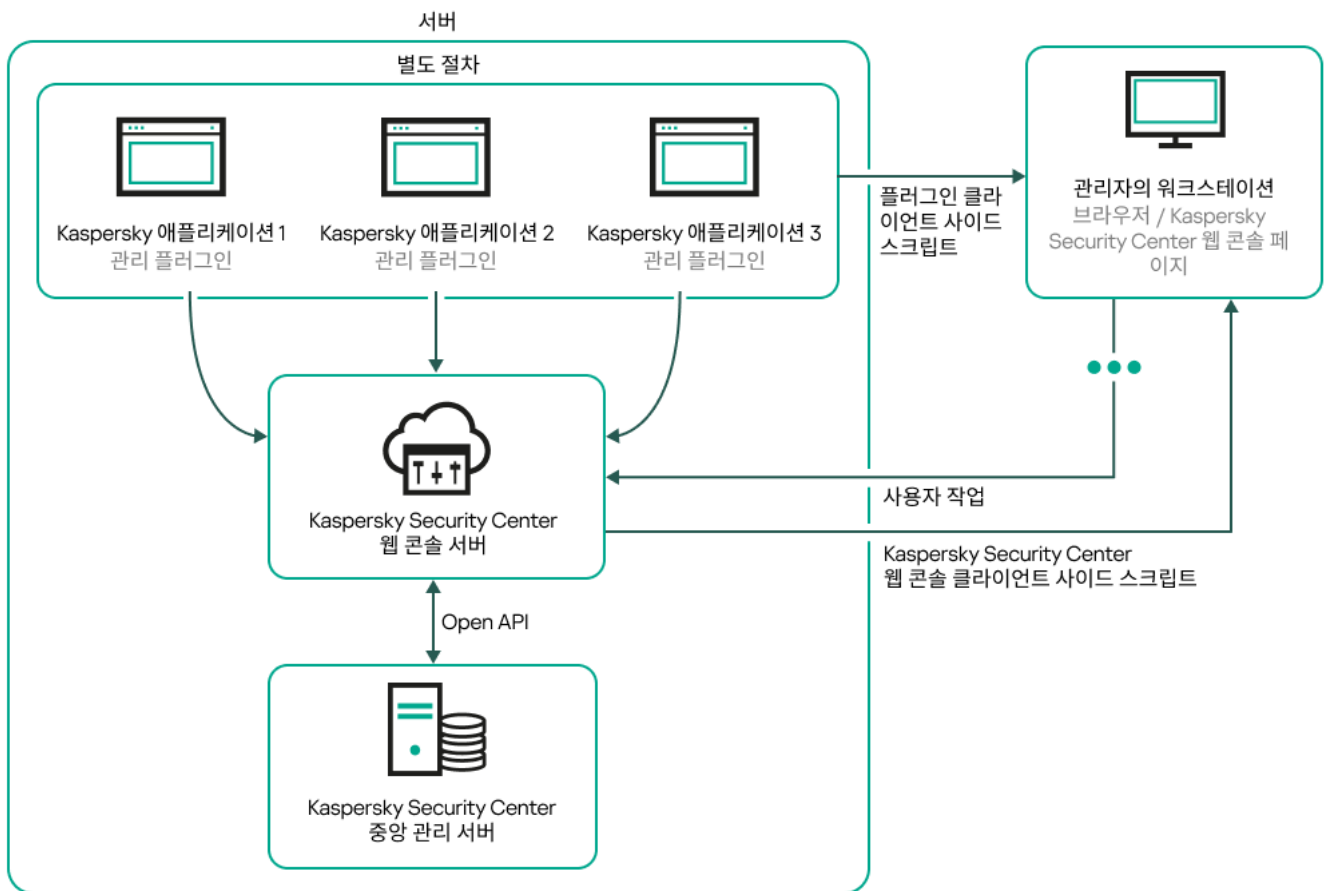 서버
별도 절차
Kaspersky 애플리케이션 1
관리 플러그인
Kaspersky 애플리케이션 2
관리 플러그인
Kaspersky 애플리케이션 3
관리 플러그인
플러그인 클라
이언트 사이드
스크립트
관리자의 워크스테이션
브라우저 / Kaspersky
Security Center 웹 콘솔 페
이지
Kaspersky Security Center
웹 콘솔 서버
사용자 작업
Kaspersky Security Center
웹 콘솔 클라이언트 사이드 스크립트
Open API
Kaspersky Security Center
중앙 관리 서버